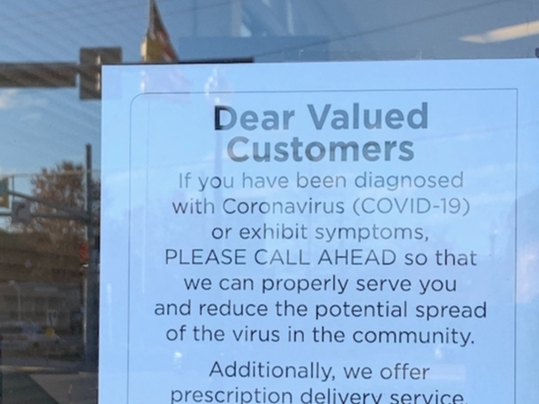 Dear Valued
Customers
If you have been diagnosed
with Coronavirus (COVID-19)
or exhibit symptoms,
PLEASE CALL AHEAD so that
we can properly serve you
and reduce the potential spread
of the virus in the community.
Additionally, we offer
prescription delivery service